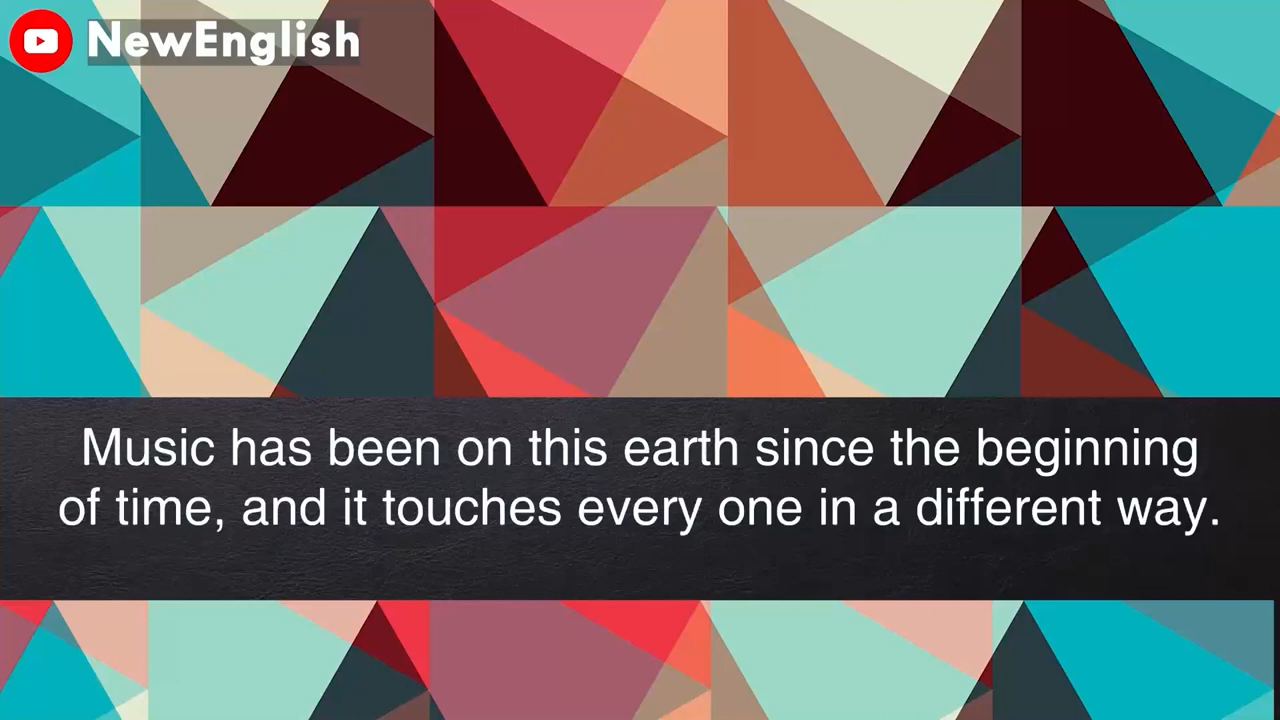 NewEnglish
Music has been on this earth since the beginning
of time, and it touches every one in a different way.